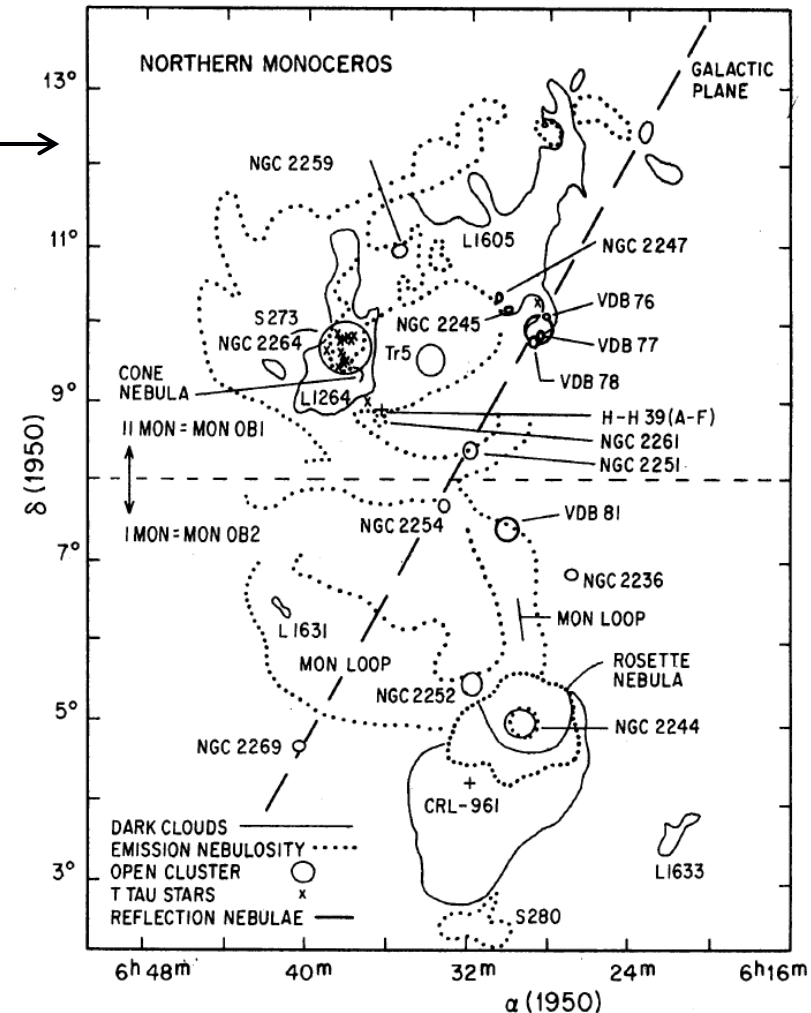 NORTHERN MONOCEROS
GALACTIC
PLANE
13°
NGC 2259
11°
L1605
NGC 2247
S273
NGC 2264
NGC 2245
VDB 76
Tr5
VDB 77
VDB 78
CONE
NEBULA
9°
L1264
H-H 39(A-F)
NGC 2261
NGC 2251
II MON = MON OB1
δ (1950)
I MON = MON OB2
NGC 2254
VDB 81
7°
NGC 2236
L1631
MON LOOP
MON LOOP
ROSETTE
NEBULA
NGC 2252
5°
NGC 2244
NGC 2269
CRL-961
DARK CLOUDS
EMISSION NEBULOSITY
OPEN CLUSTER
T TAU STARS x
REFLECTION NEBULAE
3°
L1633
S280
6h 48m 40m 32m 24m 6h 16m
α (1950)